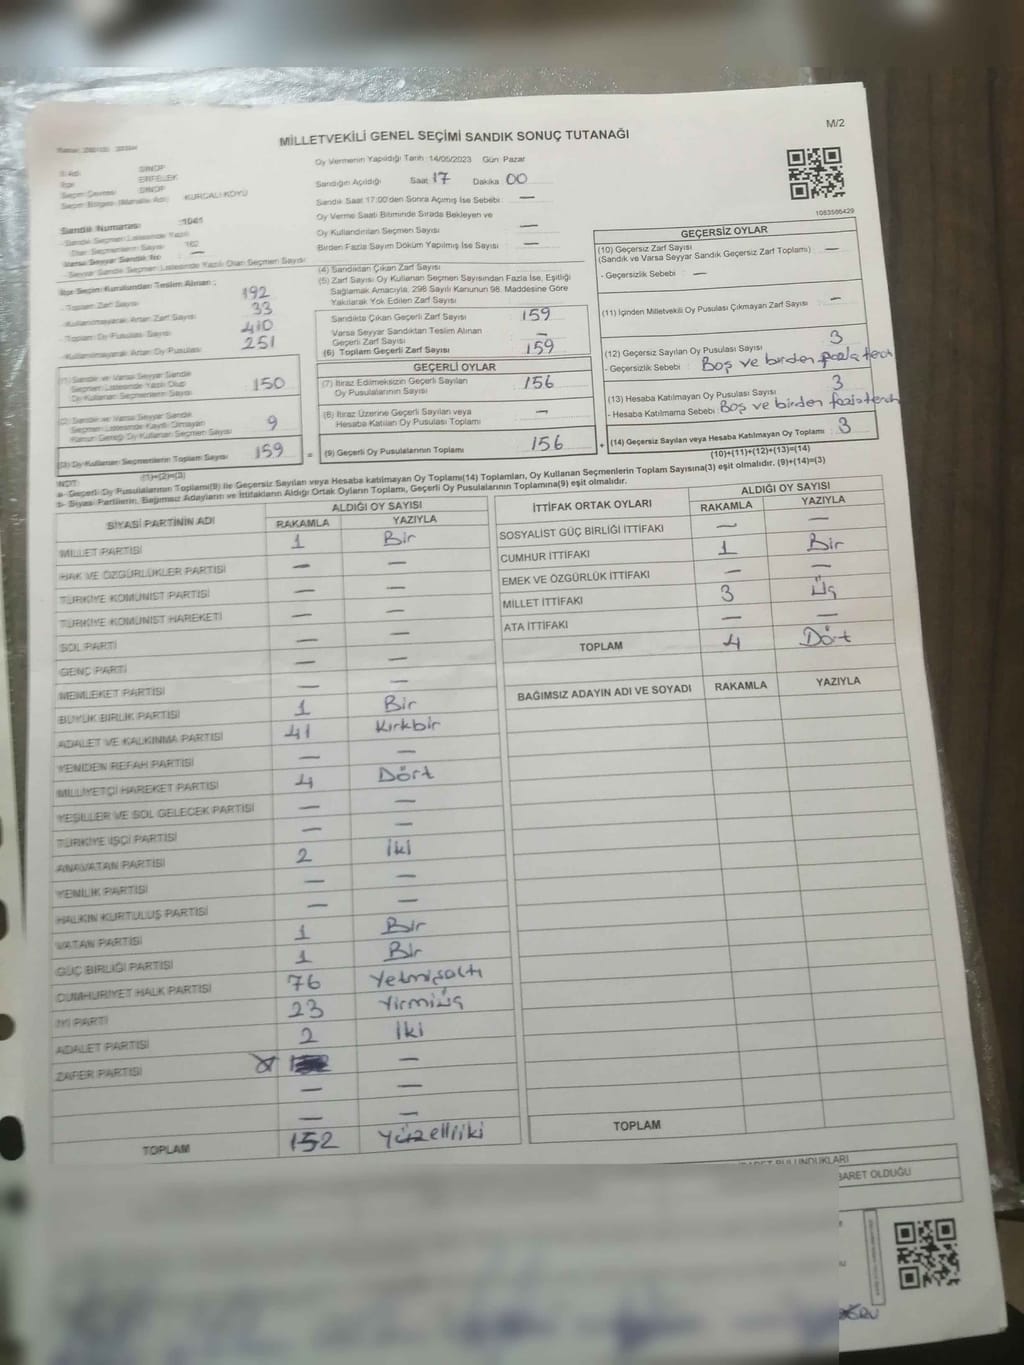 M/2
MİLLETVEKİLİ GENEL SEÇİMİ SANDIK SONUÇ TUTANAĞI
1083566429
İl Adı SİNOP
İlçe ERFELEK
Seçim Çevresi SİNOP
Seçim Bölgesi (Mahalle Adı) KURCALI KÖYÜ
Sandık Numarası :1041
- Sandık Seçmen Listesinde Yazılı
Olan Seçmenlerin Sayısı 162
Varsa Seyyar Sandık No —
- Seyyar Sandık Seçmen Listesinde Yazılı Olan Seçmen Sayısı
İlçe Seçim Kurulundan Teslim Alınan ;
- Toplam Zarf Sayısı 192
- Kullanılmayarak Artan Zarf Sayısı 33
- Toplam Oy Pusulası Sayısı 410
- Kullanılmayarak Artan Oy Pusulası 251
(1) Sandık ve Varsa Seyyar Sandık
Seçmen Listesinde Yazılı Olup
Oy Kullanan Seçmenlerin Sayısı 150
(2) Sandık ve Varsa Seyyar Sandık
Seçmen Listesinde Kayıtlı Olmayan
Kanun Gereği Oy Kullanan Seçmen Sayısı 9
(3) Oy Kullanan Seçmenlerin Toplam Sayısı 159
(1)+(2)=(3)
Oy Vermenin Yapıldığı Tarih 14/05/2023 Gün Pazar
Sandığın Açıldığı Saat 17 Dakika 00
Sandık Saat 17:00'den Sonra Açımış İse Sebebi —
Oy Verme Saati Bitiminde Sırada Bekleyen ve
Oy Kullandırılan Seçmen Sayısı —
Birden Fazla Sayım Döküm Yapılmış İse Sayısı —
(4) Sandıktan Çıkan Zarf Sayısı
(5) Zarf Sayısı Oy Kullanan Seçmen Sayısından Fazla İse, Eşitliği
Sağlamak Amacıyla, 298 Sayılı Kanunun 98. Maddesine Göre
Yakılarak Yok Edilen Zarf Sayısı
Sandıkta Çıkan Geçerli Zarf Sayısı 159
Varsa Seyyar Sandıktan Teslim Alınan
Geçerli Zarf Sayısı —
(6) Toplam Geçerli Zarf Sayısı 159
GEÇERLİ OYLAR
(7) İtiraz Edilmeksizin Geçerli Sayılan
Oy Pusulalarının Sayısı 156
(8) İtiraz Üzerine Geçerli Sayılan veya
Hesaba Katılan Oy Pusulası Toplamı —
= (9) Geçerli Oy Pusulalarının Toplamı 156 +
GEÇERSİZ OYLAR
(10) Geçersiz Zarf Sayısı
(Sandık ve Varsa Seyyar Sandık Geçersiz Zarf Toplamı) —
- Geçersizlik Sebebi : —
(11) İçinden Milletvekili Oy Pusulası Çıkmayan Zarf Sayısı —
(12) Geçersiz Sayılan Oy Pusulası Sayısı 3
- Geçersizlik Sebebi : Boş ve birden fazla terch
(13) Hesaba Katılmayan Oy Pusulası Sayısı 3
- Hesaba Katılmama Sebebi : Boş ve birden fazla terch
(14) Geçersiz Sayılan veya Hesaba Katılmayan Oy Toplamı 3
(10)+(11)+(12)+(13)=(14)
NOT:
a- Geçerli Oy Pusulalarının Toplamı(9) ile Geçersiz Sayılan veya Hesaba katılmayan Oy Toplamı(14) Toplamları, Oy Kullanan Seçmenlerin Toplam Sayısına(3) eşit olmalıdır. (9)+(14)=(3)
b- Siyasi Partilerin, Bağımsız Adayların ve İttifakların Aldığı Ortak Oyların Toplamı, Geçerli Oy Pusulalarının Toplamına(9) eşit olmalıdır.
SİYASİ PARTİNİN ADI ALDIĞI OY SAYISI
RAKAMLA YAZIYLA
MİLLET PARTİSİ 1 Bir
HAK VE ÖZGÜRLÜKLER PARTİSİ — —
TÜRKİYE KOMÜNİST PARTİSİ — —
TÜRKİYE KOMÜNİST HAREKETİ — —
SOL PARTİ — —
GENÇ PARTİ — —
MEMLEKET PARTİSİ — —
BÜYÜK BİRLİK PARTİSİ 1 Bir
ADALET VE KALKINMA PARTİSİ 41 Kırkbir
YENİDEN REFAH PARTİSİ — —
MİLLİYETÇİ HAREKET PARTİSİ 4 Dört
YEŞİLLER VE SOL GELECEK PARTİSİ — —
TÜRKİYE İŞÇİ PARTİSİ — —
ANAVATAN PARTİSİ 2 İki
YENİLİK PARTİSİ — —
HALKIN KURTULUŞ PARTİSİ — —
VATAN PARTİSİ 1 Bir
GÜÇ BİRLİĞİ PARTİSİ 1 Bir
CUMHURİYET HALK PARTİSİ 76 Yetmişaltı
İYİ PARTİ 23 Yirmiüç
ADALET PARTİSİ 2 İki
ZAFER PARTİSİ —
— —
— —
TOPLAM 152 Yüzelliiki
İTTİFAK ORTAK OYLARI ALDIĞI OY SAYISI
RAKAMLA YAZIYLA
SOSYALİST GÜÇ BİRLİĞİ İTTİFAKI — —
CUMHUR İTTİFAKI 1 Bir
EMEK VE ÖZGÜRLÜK İTTİFAKI — —
MİLLET İTTİFAKI 3 Üç
ATA İTTİFAKI — —
TOPLAM 4 Dört
BAĞIMSIZ ADAYIN ADI VE SOYADI RAKAMLA YAZIYLA
TOPLAM
BULUNDUKLARI
BARET OLDUĞU